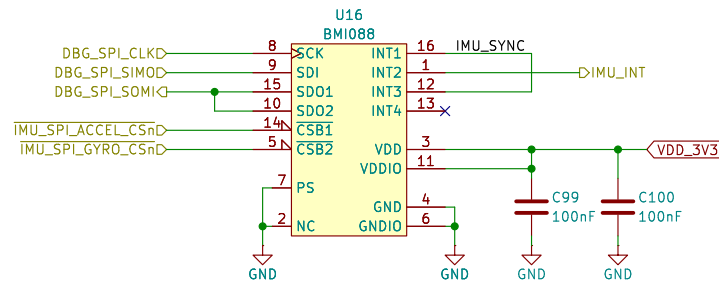 U16
BMI088
DBG_SPI_CLK 8 SCK INT1 16 IMU_SYNC
DBG_SPI_SIMO 9 SDI INT2 1 IMU_INT
DBG_SPI_SOMI 15 SDO1 INT3 12
10 SDO2 INT4 13
IMU_SPI_ACCEL_CSn 14 CSB1
IMU_SPI_GYRO_CSn 5 CSB2 VDD 3 VDD_3V3
VDDIO 11
7 PS
GND 4 C99 C100
2 NC GNDIO 6 100nF 100nF
GND GND GND GND